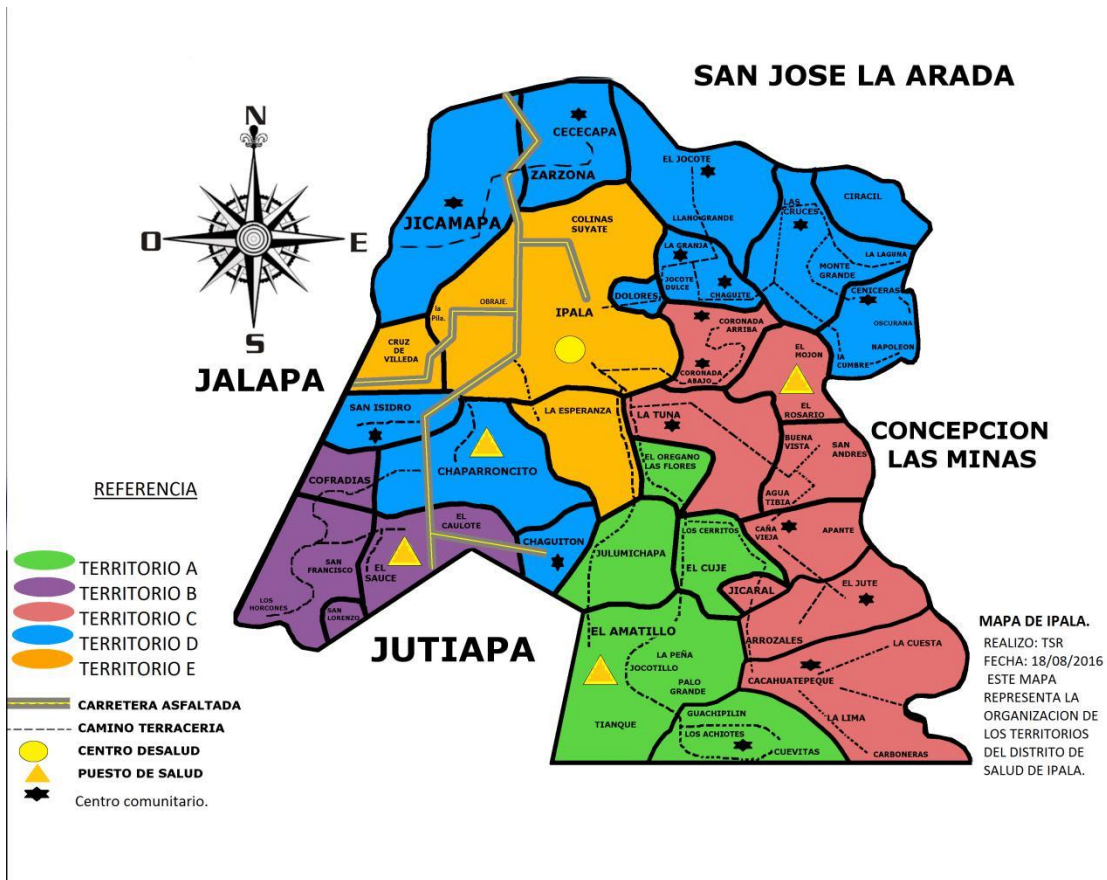 SAN JOSE LA ARADA
N
O
E
S
CECECAPA
ZARZONA
JICAMAPA
EL JOCOTE
LLANO GRANDE
LAS
CRUCES
CIRACIL
COLINAS
SUYATE
LA GRANJA
JOCOTE
DULCE
CHAGUITE
MONTE
GRANDE
LA LAGUNA
CENICERAS
OSCURANA
NAPOLEON
la
CUMBRE
DOLORES
OBRAJE.
la
Pila.
IPALA
CRUZ
DE
VILLEDA
JALAPA
CORONADA
ARRIBA
CORONADA
ABAJO
EL
MOJON
EL
ROSARIO
SAN ISIDRO
LA ESPERANZA
LA TUNA
CONCEPCION
LAS MINAS
BUENA
VISTA
SAN
ANDRES
CHAPARRONCITO
EL OREGANO
LAS FLORES
COFRADIAS
AGUA
TIBIA
EL
CAULOTE
CHAGUITON
LOS CERRITOS
CAÑA
VIEJA
APANTE
SAN
FRANCISCO
EL
SAUCE
JULUMICHAPA
EL CUJE
JICARAL
EL JUTE
LOS
HORCONES
SAN
LORENZO
JUTIAPA
EL AMATILLO
ARROZALES
LA CUESTA
LA PEÑA
JOCOTILLO
PALO
GRANDE
CACAHUATEPEQUE
TIANQUE
GUACHIPILIN
LOS ACHIOTES
CUEVITAS
LA LIMA
CARBONERAS
REFERENCIA
TERRITORIO A
TERRITORIO B
TERRITORIO C
TERRITORIO D
TERRITORIO E
CARRETERA ASFALTADA
CAMINO TERRACERIA
CENTRO DESALUD
PUESTO DE SALUD
Centro comunitario.
MAPA DE IPALA.
REALIZO: TSR
FECHA: 18/08/2016
ESTE MAPA
REPRESENTA LA
ORGANIZACION DE
LOS TERRITORIOS
DEL DISTRITO DE
SALUD DE IPALA.